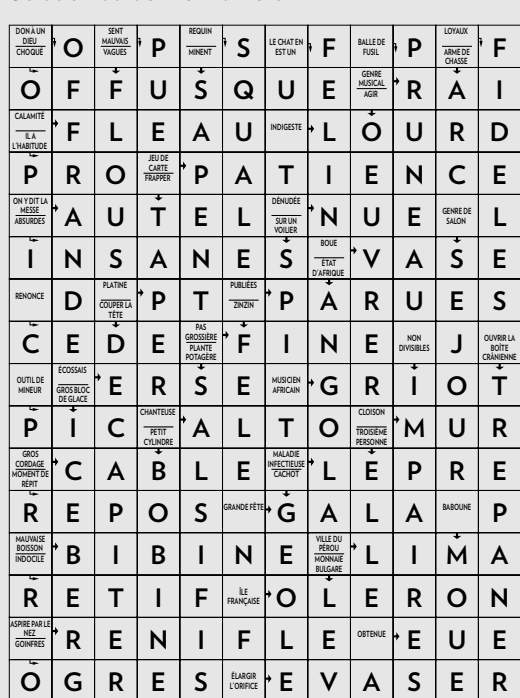 DON À UN DIEU
CHOQUÉ
O
SENT MAUVAIS
VAGUES
P
REQUIN
MINENT
S
LE CHAT EN EST UN
F
BALLE DE FUSIL
P
LOYAUX
ARME DE CHASSE
F
O F F U S Q U E
GENRE MUSICAL
AGIR
R A I
CALAMITÉ
IL A L'HABITUDE
F L E A U
INDIGESTE
L O U R D
P R O
JEU DE CARTE
FRAPPER
P A T I E N C E
ON Y DIT LA MESSE
ABSURDES
A U T E L
DÉNUDÉE
SUR UN VOILIER
N U E
GENRE DE SALON
L
I N S A N E S
BOUE
ÉTAT D'AFRIQUE
V A S E
RENONCE
D
PLATINE
COUPER LA TÊTE
P T
PUBLIÉES
ZINZIN
P A R U E S
C E D E
PAS GROSSIÈRE
PLANTE POTAGÈRE
F I N E
NON DIVISIBLES
J
OUVRIR LA BOÎTE CRÂNIENNE
OUTIL DE MINEUR
ÉCOSSAIS
GROS BLOC DE GLACE
E R S E
MUSICIEN AFRICAIN
G R I O T
P I C
CHANTEUSE
PETIT CYLINDRE
A L T O
CLOISON
TROISIÈME PERSONNE
M U R
GROS CORDAGE
MOMENT DE RÉPIT
C A B L E
MALADIE INFECTIEUSE
CACHOT
L E P R E
R E P O S
GRANDE FÊTE
G A L A
BABOUNE
P
MAUVAISE BOISSON
INDOCILE
B I B I N E
VILLE DU PÉROU
MONNAIE BULGARE
L I M A
R E T I F
ÎLE FRANÇAISE
O L E R O N
ASPIRE PAR LE NEZ
GOINFRES
R E N I F L E
OBTENUE
E U E
O G R E S
ÉLARGIR L'ORIFICE
E V A S E R